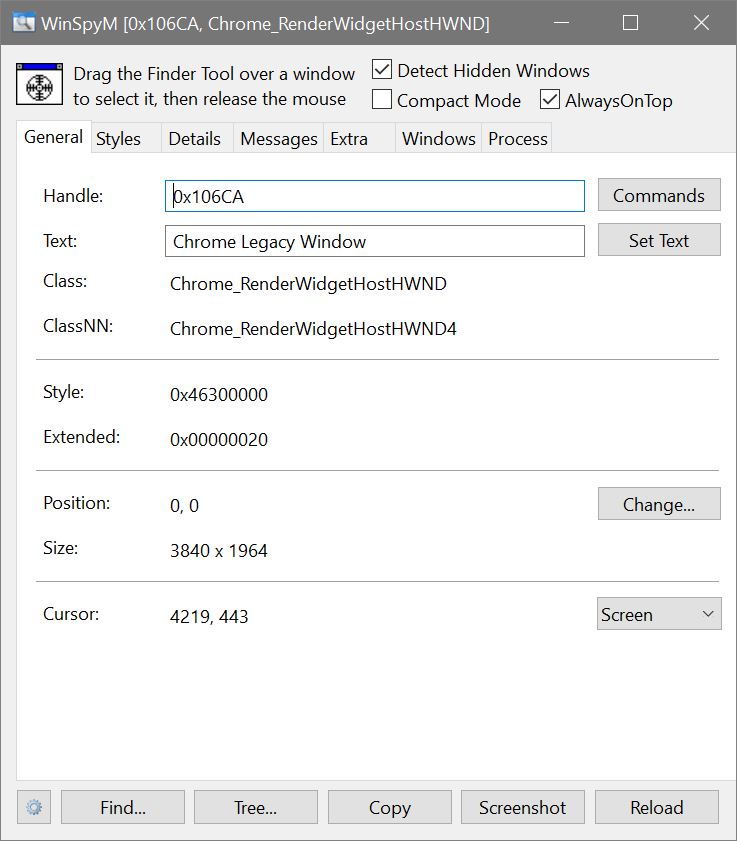 WinSpyM [0x106CA, Chrome_RenderWidgetHostHWND]
Drag the Finder Tool over a window
to select it, then release the mouse
Detect Hidden Windows
Compact Mode
AlwaysOnTop
General Styles Details Messages Extra Windows Process
Handle: 0x106CA Commands
Text: Chrome Legacy Window Set Text
Class: Chrome_RenderWidgetHostHWND
ClassNN: Chrome_RenderWidgetHostHWND4
Style: 0x46300000
Extended: 0x00000020
Position: 0, 0 Change...
Size: 3840 x 1964
Cursor: 4219, 443 Screen
Find... Tree... Copy Screenshot Reload